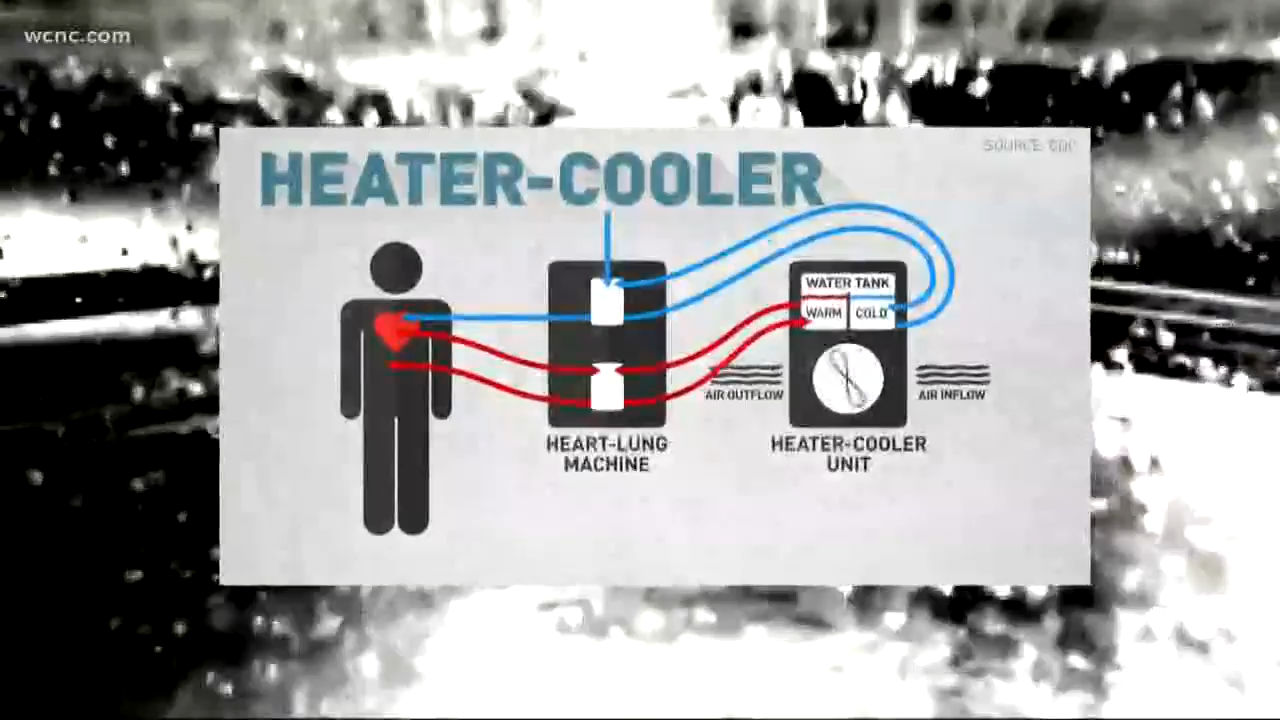 wcnc.com
SOURCE: CDC
HEATER-COOLER
WATER TANK
WARM
COLD
AIR OUTFLOW
AIR INFLOW
HEART-LUNG
MACHINE
HEATER-COOLER
UNIT